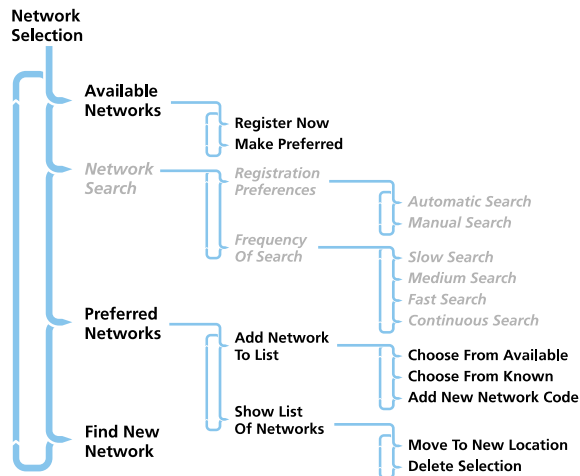 Network
Selection
Available
Networks
Register Now
Make Preferred
Network
Search
Registration
Preferences
Automatic Search
Manual Search
Frequency
Of Search
Slow Search
Medium Search
Fast Search
Continuous Search
Preferred
Networks
Add Network
To List
Choose From Available
Choose From Known
Add New Network Code
Show List
Of Networks
Move To New Location
Delete Selection
Find New
Network